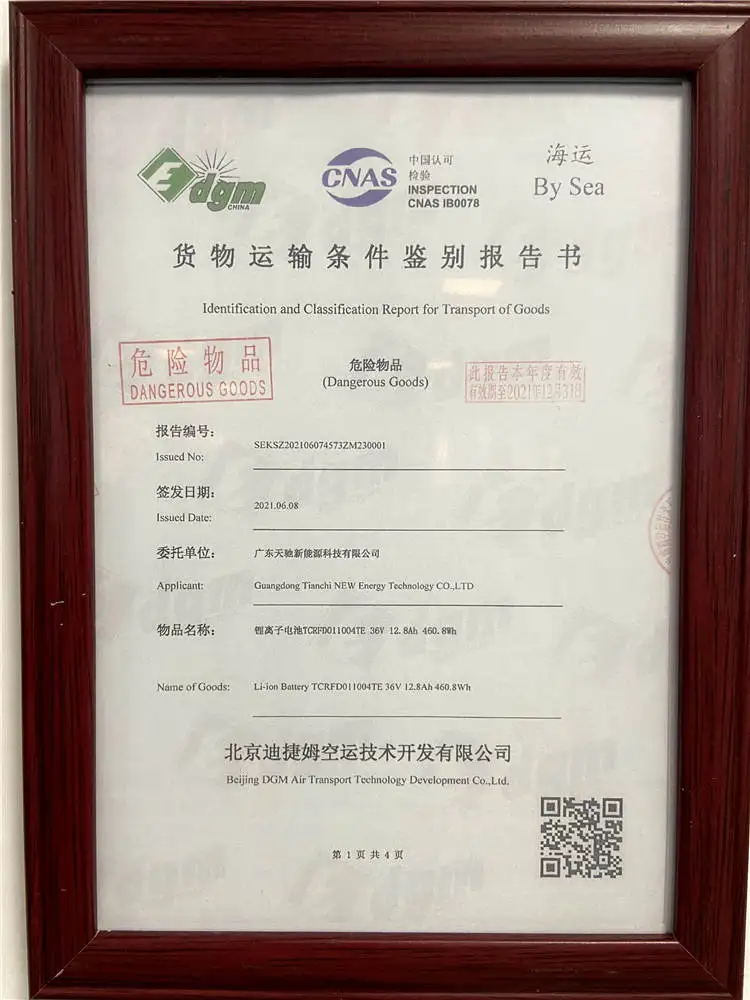 Edgm
CHINA
CNAS
中国认可
检验
INSPECTION
CNAS IB0078
海运
By Sea
货物运输条件鉴别报告书
Identification and Classification Report for Transport of Goods
危险物品
DANGEROUS GOODS
危险物品
(Dangerous Goods)
此报告本年度有效
有效期至2021年12月31日
报告编号:
Issued No:
SEKSZ202106074573ZM230001
签发日期:
Issued Date:
2021.06.08
委托单位:
广东天驰新能源科技有限公司
Applicant:
Guangdong Tianchi NEW Energy Technology CO.,LTD
物品名称:
锂离子电池TCRFD011004TE 36V 12.8Ah 460.8Wh
Name of Goods:
Li-ion Battery TCRFD011004TE 36V 12.8Ah 460.8Wh
北京迪捷姆空运技术开发有限公司
Beijing DGM Air Transport Technology Development Co.,Ltd.
第 1 页 共 4 页